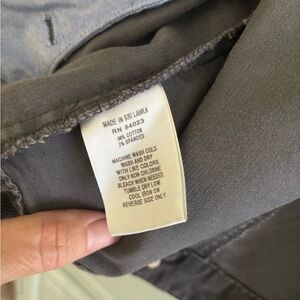 MADE IN SRI LANKA
RN 54023
98% COTTON
2% SPANDEX
MACHINE WASH COLD
WASH AND DRY
WITH LIKE COLORS.
ONLY NON CHLORINE
BLEACH WHEN NEEDED.
TUMBLE DRY LOW.
COOL IRON ON
REVERSE SIDE ONLY.